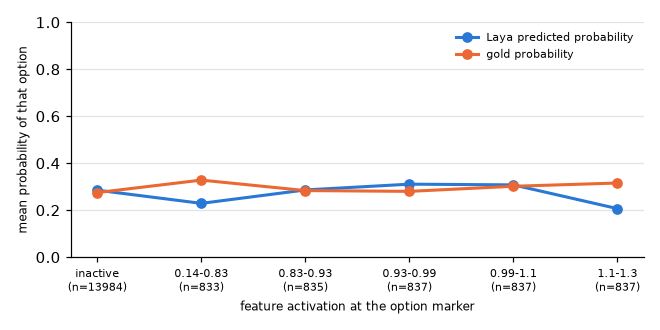 1.0
0.8
0.6
0.4
0.2
0.0
mean probability of that option
Laya predicted probability
gold probability
inactive
(n=13984)
0.14-0.83
(n=833)
0.83-0.93
(n=835)
0.93-0.99
(n=837)
0.99-1.1
(n=837)
1.1-1.3
(n=837)
feature activation at the option marker